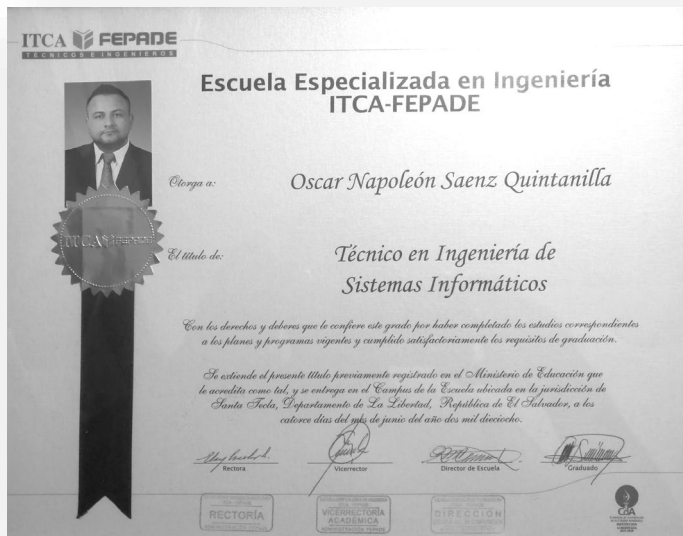 ITCA FEPADE
TÉCNICOS E INGENIEROS
Escuela Especializada en Ingeniería
ITCA-FEPADE
Otorga a:
Oscar Napoleón Saenz Quintanilla
ITCA FEPADE
El título de:
Técnico en Ingeniería de
Sistemas Informáticos
Con los derechos y deberes que le confiere este grado por haber completado los estudios correspondientes
a los planes y programas vigentes y cumplido satisfactoriamente los requisitos de graduación.
Se extiende el presente título previamente registrado en el Ministerio de Educación que
le acredita como tal, y se entrega en el Campus de la Escuela ubicada en la jurisdicción de
Santa Tecla, Departamento de La Libertad, República de El Salvador, a los
catorce días del mes de junio del año dos mil dieciocho.
Rectora
Vicerrector
Director de Escuela
Graduado
RECTORÍA
VICERRECTORÍA
ACADÉMICA
DIRECCIÓN
CdA